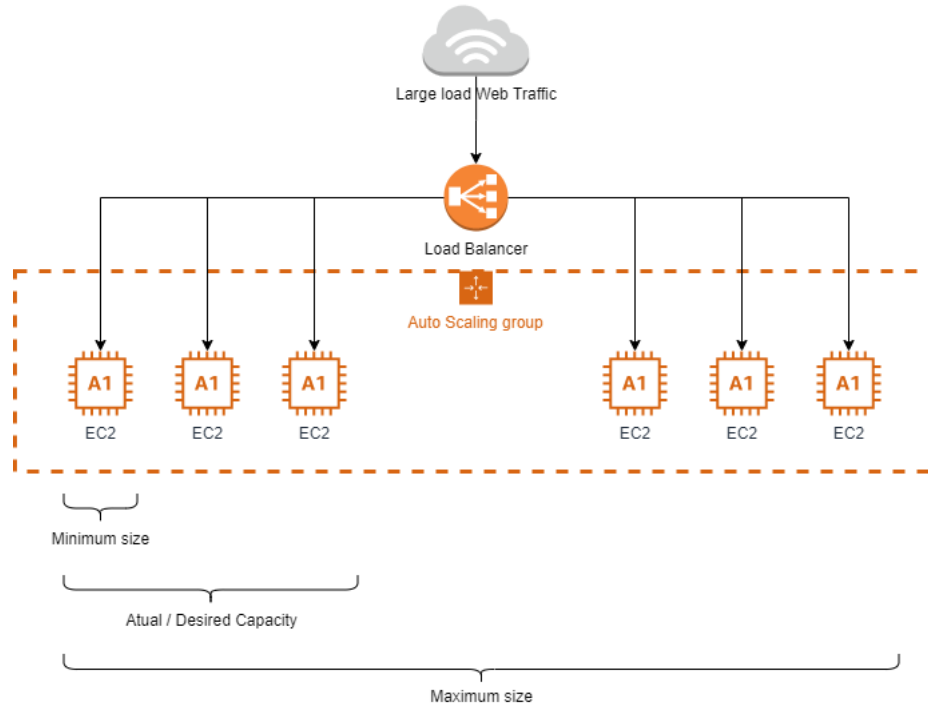 Large load Web Traffic
Load Balancer
Auto Scaling group
A1 A1 A1 A1 A1 A1
EC2 EC2 EC2 EC2 EC2 EC2
Minimum size
Atual / Desired Capacity
Maximum size